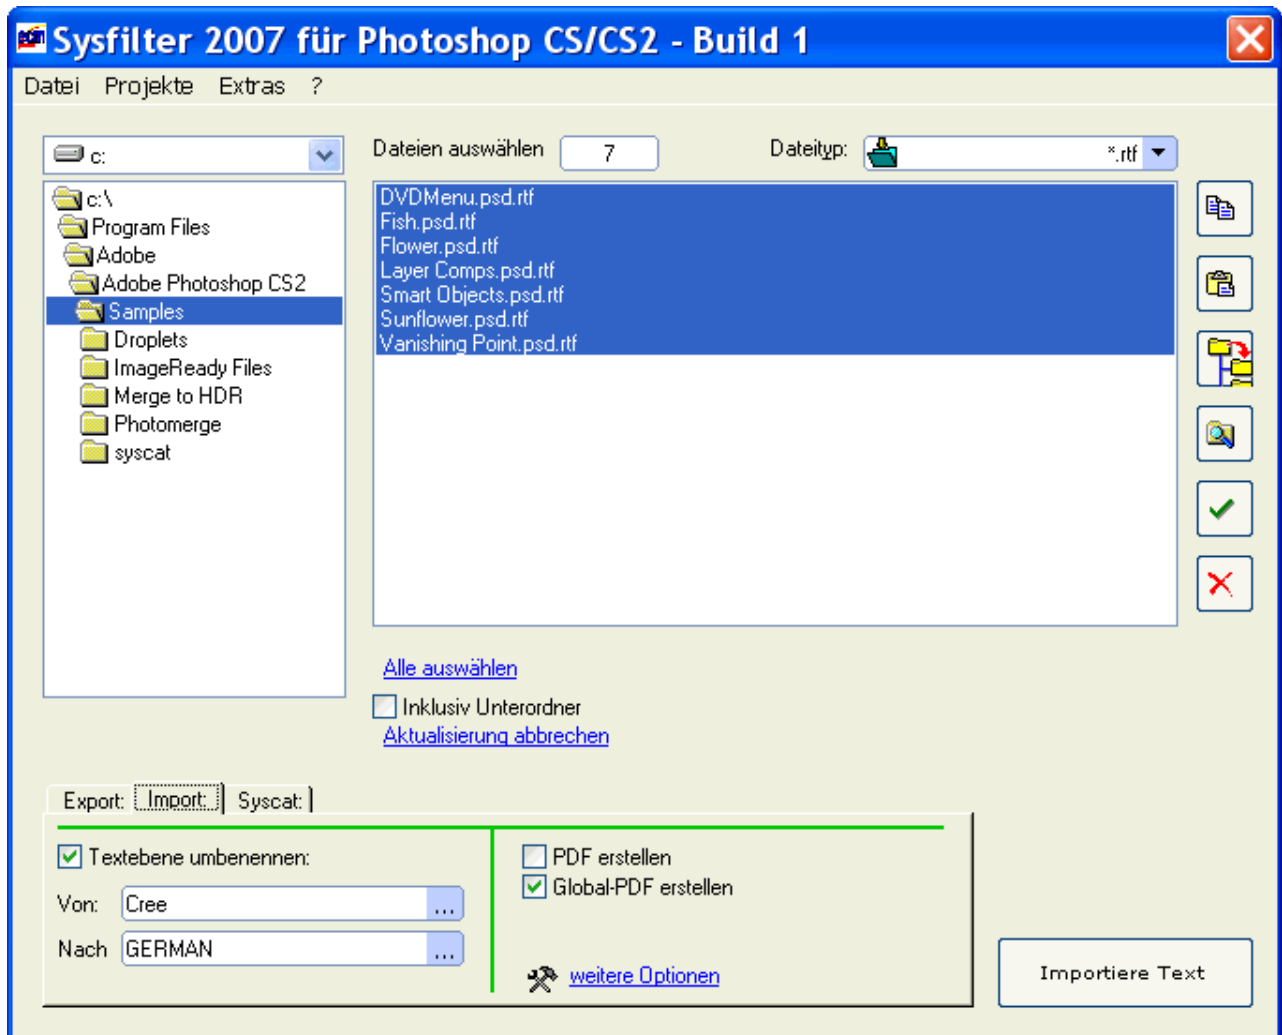 ecm Sysfilter 2007 für Photoshop CS/CS2 - Build 1
Datei Projekte Extras ?
c:
Dateien auswählen 7 Dateityp: *.rtf
c:\
Program Files
Adobe
Adobe Photoshop CS2
Samples
Droplets
ImageReady Files
Merge to HDR
Photomerge
syscat
DVDMenu.psd.rtf
Fish.psd.rtf
Flower.psd.rtf
Layer Comps.psd.rtf
Smart Objects.psd.rtf
Sunflower.psd.rtf
Vanishing Point.psd.rtf
Alle auswählen
Inklusiv Unterordner
Aktualisierung abbrechen
Export: Import: Syscat:
Textebene umbenennen:
Von: Cree ...
Nach GERMAN ...
PDF erstellen
Global-PDF erstellen
weitere Optionen
Importiere Text